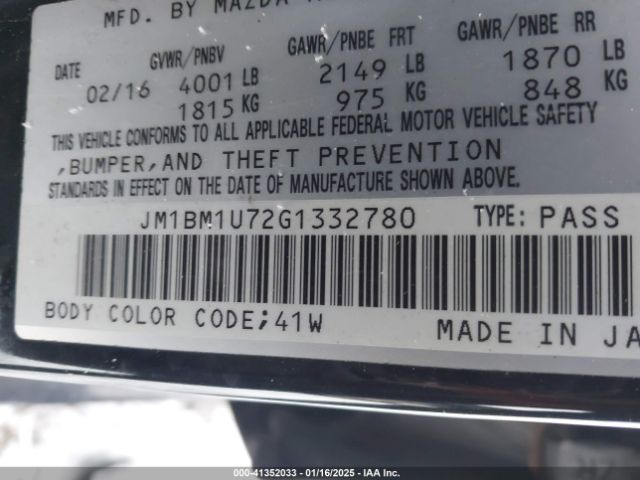 MFD. BY MAZDA
DATE GVWR/PNBV GAWR/PNBE FRT GAWR/PNBE RR
02/16 4001 LB 2149 LB 1870 LB
1815 KG 975 KG 848 KG
THIS VEHICLE CONFORMS TO ALL APPLICABLE FEDERAL MOTOR VEHICLE SAFETY
,BUMPER,AND THEFT PREVENTION
STANDARDS IN EFFECT ON THE DATE OF MANUFACTURE SHOWN ABOVE.
JM1BM1U72G1332780 TYPE: PASS
BODY COLOR CODE;41W MADE IN JA
000-41352033 - 01/16/2025 - IAA Inc.